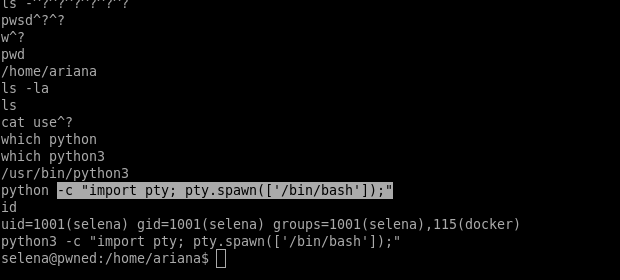 ls -^?^?^?^?^?^?^?
pwsd^?^?
w^?
pwd
/home/ariana
ls -la
ls
cat use^?
which python
which python3
/usr/bin/python3
python -c "import pty; pty.spawn(['/bin/bash']);"
id
uid=1001(selena) gid=1001(selena) groups=1001(selena),115(docker)
python3 -c "import pty; pty.spawn(['/bin/bash']);"
selena@pwned:/home/ariana$